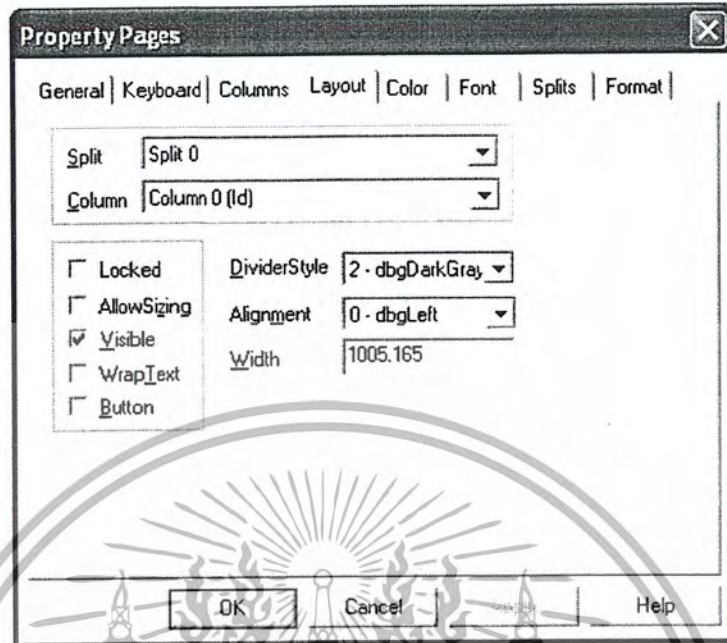 Property Pages
General Keyboard Columns Layout Color Font Splits Format
Split Split 0
Column Column 0 (Id)
Locked DividerStyle 2 - dbgDarkGray
AllowSizing Alignment 0 - dbgLeft
Visible Width 1005.165
WrapText
Button
OK Cancel Help